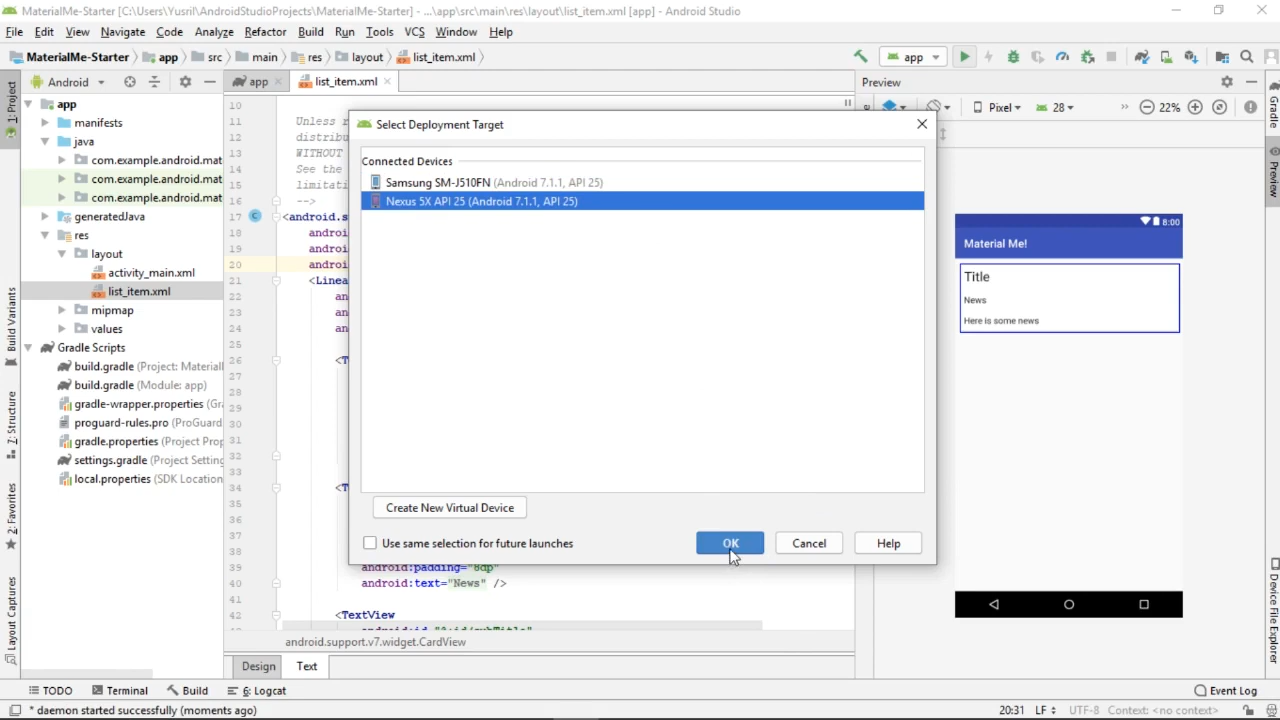 MaterialMe-Starter [C:\Users\Yusril\AndroidStudioProjects\MaterialMe-Starter] - ...\app\src\main\res\layout\list_item.xml [app] - Android Studio
File Edit View Navigate Code Analyze Refactor Build Run Tools VCS Window Help
MaterialMe-Starter app src main res layout list_item.xml app
Android app list_item.xml Preview
Pixel 28 22%
1: Project
Build Variants
Z: Structure
2: Favorites
Layout Captures
app
manifests
java
com.example.android.mat
com.example.android.mat
com.example.android.mat
generatedJava
res
layout
activity_main.xml
list_item.xml
mipmap
values
Gradle Scripts
build.gradle (Project: Material
build.gradle (Module: app)
gradle-wrapper.properties (Gr
proguard-rules.pro (ProGuard
gradle.properties (Project Prop
settings.gradle (Project Setting
local.properties (SDK Location
10
11 Unless r
12 distribu
13 WITHOUT
14 See the
15 limitati
16 -->
17 <android.s
18 androi
19 androi
20 androi
21 <Linea
22 an
23 an
24 an
26 <T
27
28
29
30
31
32
33
34 <T
35
36
37
38
39 android:padding="8dp"
40 android:text="News" />
41
42 <TextView
android.support.v7.widget.CardView
Design Text
Select Deployment Target
Connected Devices
Samsung SM-J510FN (Android 7.1.1, API 25)
Nexus 5X API 25 (Android 7.1.1, API 25)
Create New Virtual Device
Use same selection for future launches
OK Cancel Help
8:00
Material Me!
Title
News
Here is some news
Gradle
Preview
Device File Explorer
TODO Terminal Build 6: Logcat Event Log
* daemon started successfully (moments ago) 20:31 LF UTF-8 Context: <no context>